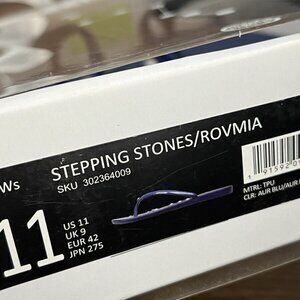 Ws
STEPPING STONES/ROVMIA
SKU 302364009
11
US 11
UK 9
EUR 42
JPN 275
MTRL: TPU
CLR: AUR BLU/AUR